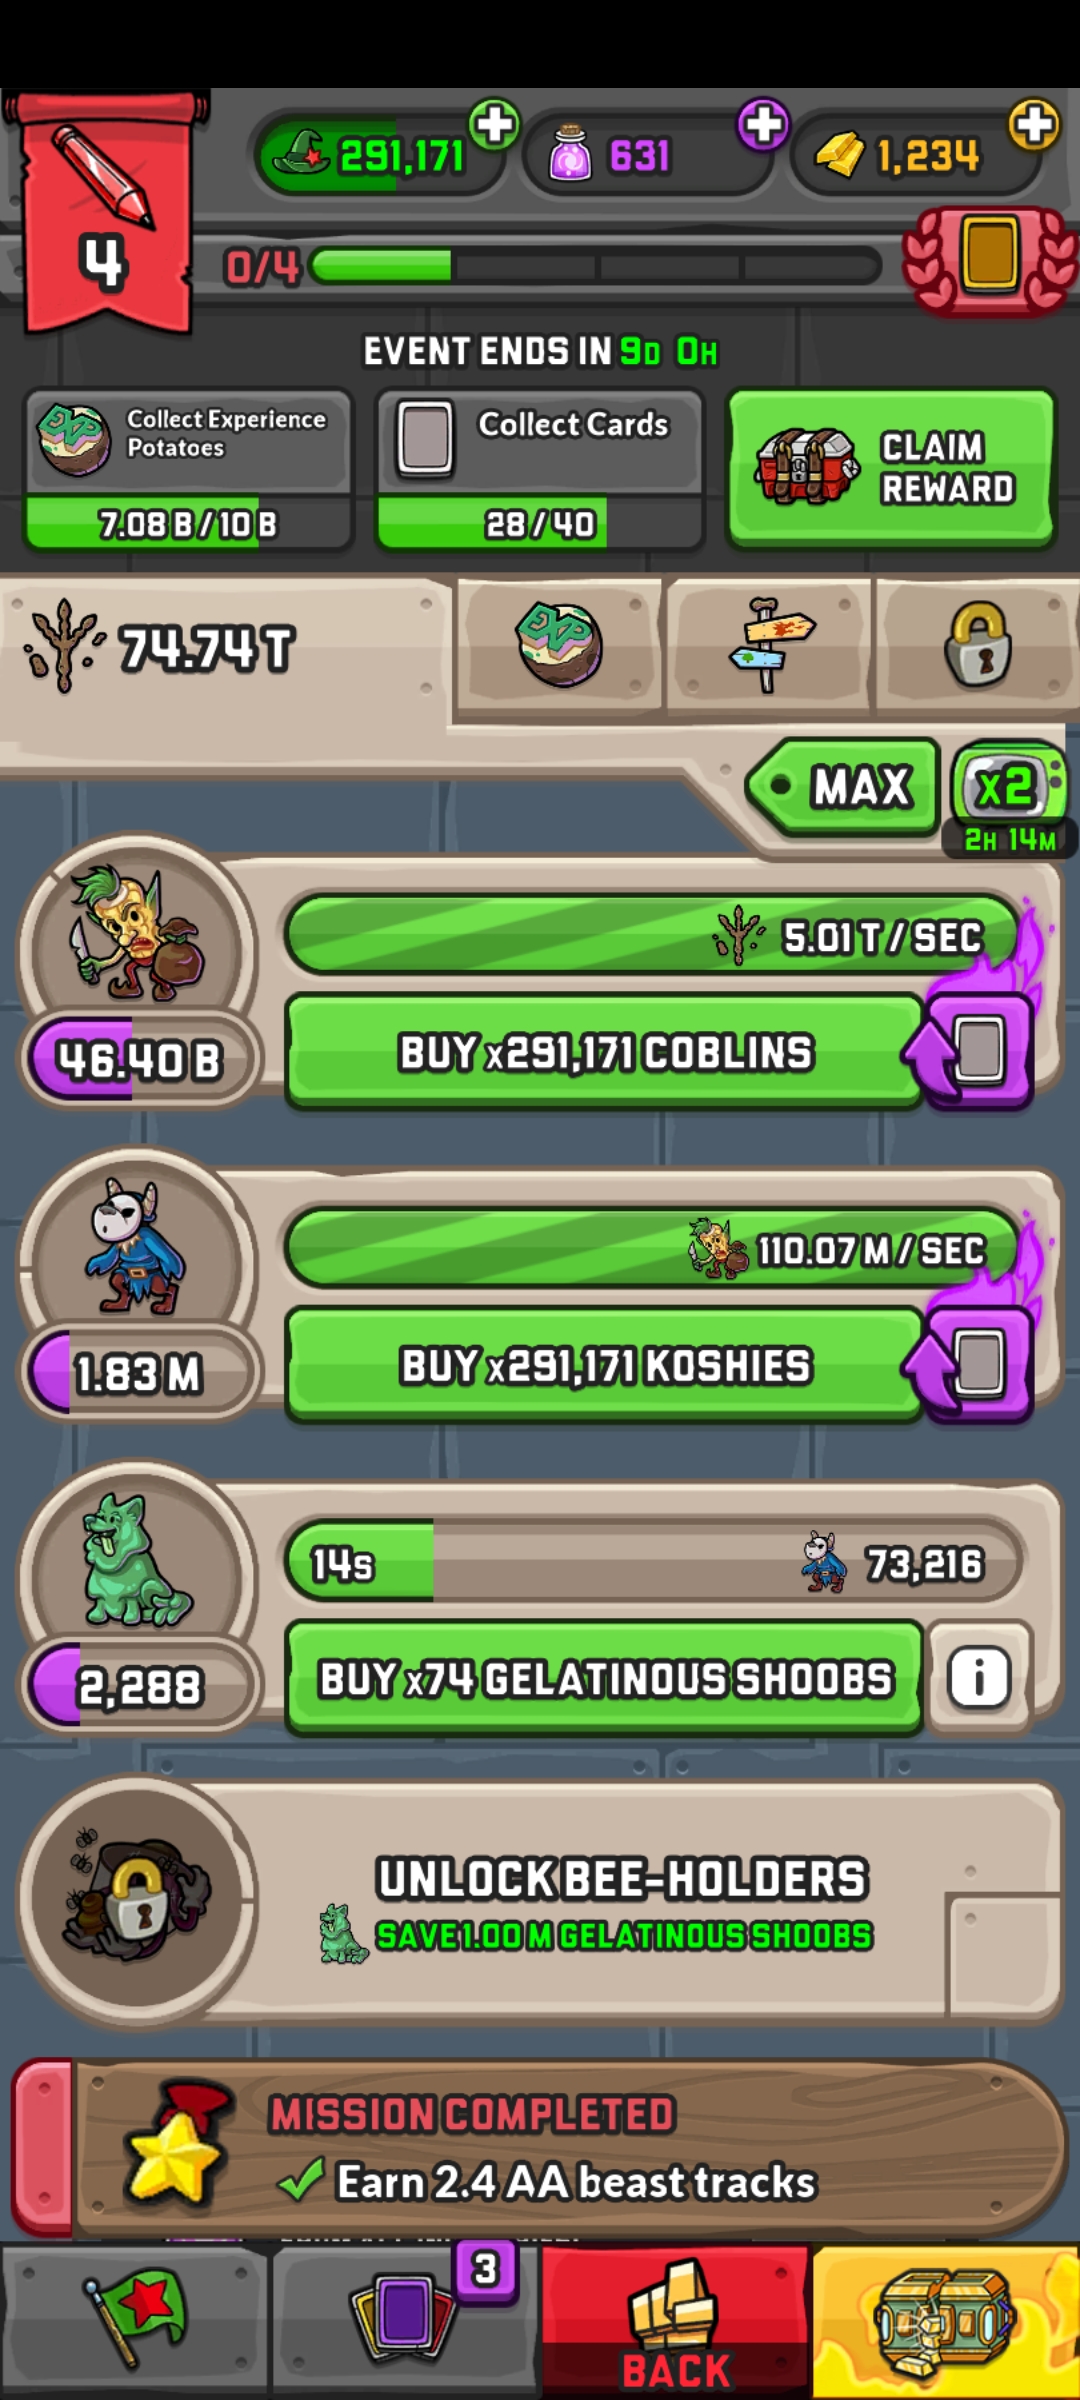 291,171
631
1,234
4
0/4
EVENT ENDS IN 9D 0H
Collect Experience
Potatoes
7.08 B / 10 B
Collect Cards
28 / 40
CLAIM
REWARD
74.74 T
EXP
MAX
x2
2H 14M
5.01 T / SEC
46.40 B
BUY x291,171 COBLINS
110.07 M / SEC
1.83 M
BUY x291,171 KOSHIES
14s
73,216
2,288
BUY x74 GELATINOUS SHOOBS
i
UNLOCK BEE-HOLDERS
SAVE 1.00 M GELATINOUS SHOOBS
MISSION COMPLETED
Earn 2.4 AA beast tracks
3
BACK